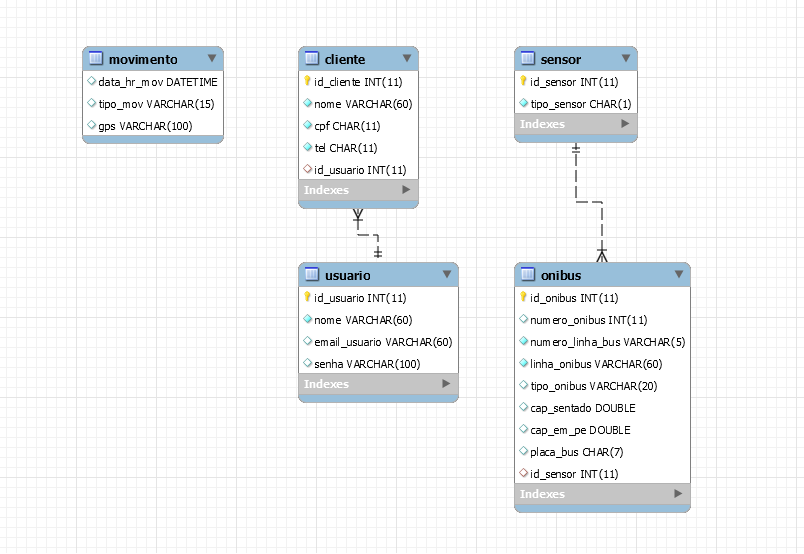 movimento
data_hr_mov DATETIME
tipo_mov VARCHAR(15)
gps VARCHAR(100)
cliente
id_cliente INT(11)
nome VARCHAR(60)
cpf CHAR(11)
tel CHAR(11)
id_usuario INT(11)
Indexes
sensor
id_sensor INT(11)
tipo_sensor CHAR(1)
Indexes
usuario
id_usuario INT(11)
nome VARCHAR(60)
email_usuario VARCHAR(60)
senha VARCHAR(100)
Indexes
onibus
id_onibus INT(11)
numero_onibus INT(11)
numero_linha_bus VARCHAR(5)
linha_onibus VARCHAR(60)
tipo_onibus VARCHAR(20)
cap_sentado DOUBLE
cap_em_pe DOUBLE
placa_bus CHAR(7)
id_sensor INT(11)
Indexes